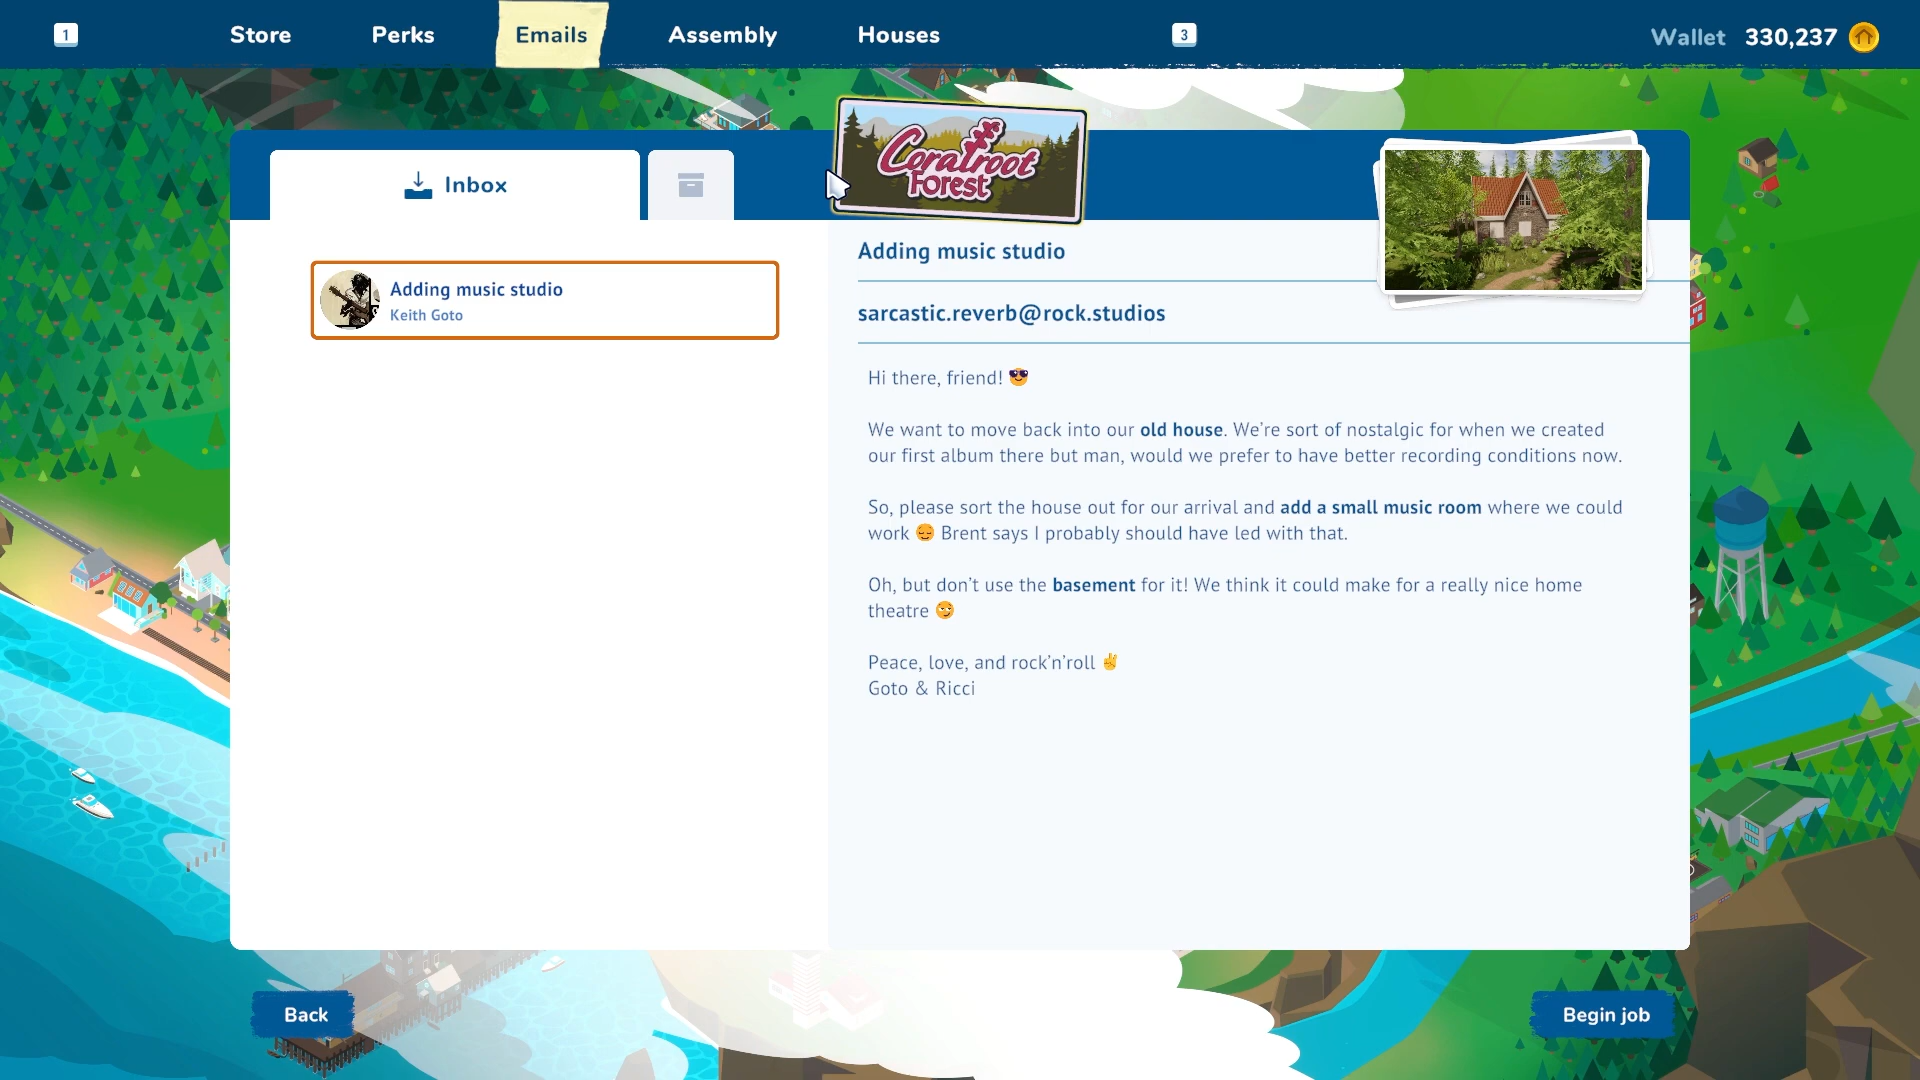 1
Store
Perks
Emails
Assembly
Houses
3
Wallet 330,237
Coralroot
Forest
Inbox
Adding music studio
Keith Goto
Adding music studio
sarcastic.reverb@rock.studios
Hi there, friend! 😎
We want to move back into our old house. We’re sort of nostalgic for when we created
our first album there but man, would we prefer to have better recording conditions now.
So, please sort the house out for our arrival and add a small music room where we could
work 😌 Brent says I probably should have led with that.
Oh, but don’t use the basement for it! We think it could make for a really nice home
theatre 😏
Peace, love, and rock’n’roll ✌
Goto & Ricci
Back
Begin job